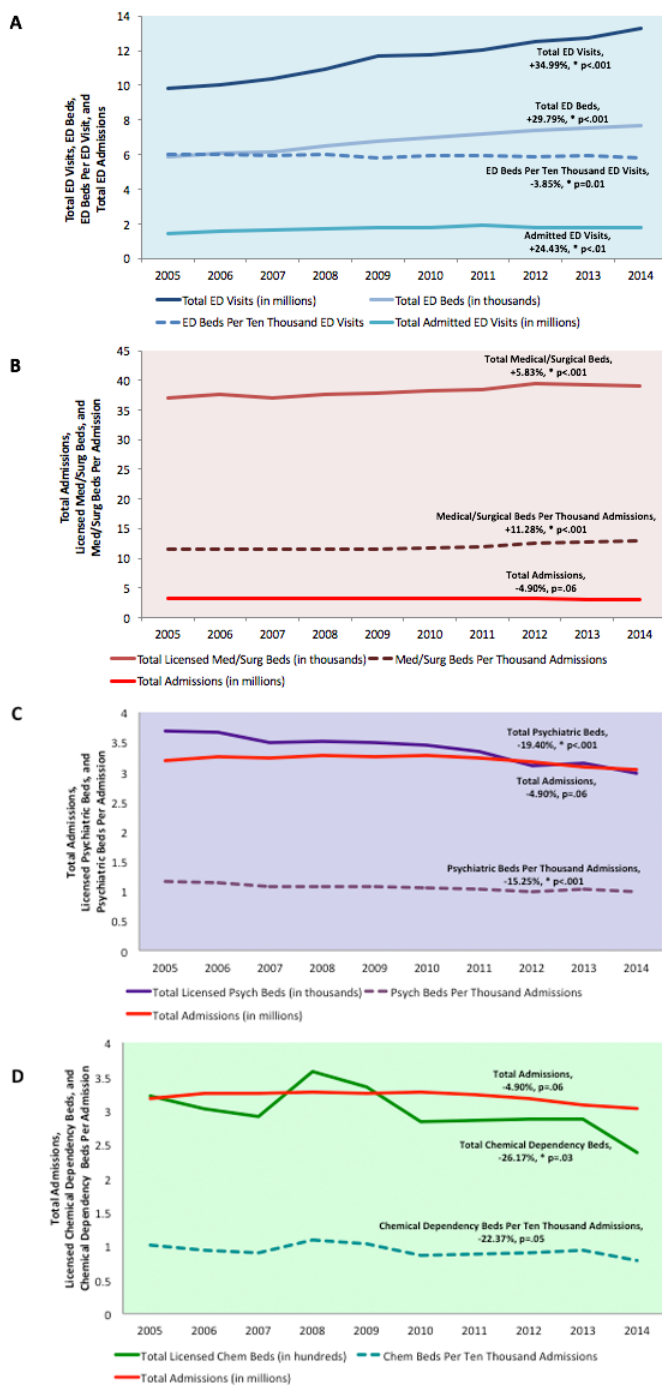 A
Total ED Visits, ED Beds,
ED Beds Per ED Visit, and
Total ED Admissions
14
12
10
8
6
4
2
0
Total ED Visits,
+34.99%, * p<.001
Total ED Beds,
+29.79%, * p<.001
ED Beds Per Ten Thousand ED Visits
-3.85%, * p=0.01
Admitted ED Visits,
+24.43%, * p<.01
2005 2006 2007 2008 2009 2010 2011 2012 2013 2014
Total ED Visits (in millions) Total ED Beds (in thousands)
ED Beds Per Ten Thousand ED Visits Total Admitted ED Visits (in millions)
B
Total Admissions,
Licensed Med/Surg Beds, and
Med/Surg Beds Per Admission
45
40
35
30
25
20
15
10
5
0
Total Medical/Surgical Beds,
+5.83%, * p<.001
Medical/Surgical Beds Per Thousand Admissions,
+11.28%, * p<.001
Total Admissions,
-4.90%, p=.06
2005 2006 2007 2008 2009 2010 2011 2012 2013 2014
Total Licensed Med/Surg Beds (in thousands) Med/Surg Beds Per Thousand Admissions
Total Admissions (in millions)
C
Total Admissions,
Licensed Psychiatric Beds, and
Psychiatric Beds Per Admission
4
3.5
3
2.5
2
1.5
1
0.5
0
Total Psychiatric Beds,
-19.40%, * p<.001
Total Admissions,
-4.90%, p=.06
Psychiatric Beds Per Thousand Admissions,
-15.25%, * p<.001
2005 2006 2007 2008 2009 2010 2011 2012 2013 2014
Total Licensed Psych Beds (in thousands) Psych Beds Per Thousand Admissions
Total Admissions (in millions)
D
Total Admissions,
Licensed Chemical Dependency Beds, and
Chemical Dependency Beds Per Admission
4
3.5
3
2.5
2
1.5
1
0.5
0
Total Admissions,
-4.90%, p=.06
Total Chemical Dependency Beds,
-26.17%, * p=.03
Chemical Dependency Beds Per Ten Thousand Admissions,
-22.37%, p=.05
2005 2006 2007 2008 2009 2010 2011 2012 2013 2014
Total Licensed Chem Beds (in hundreds) Chem Beds Per Ten Thousand Admissions
Total Admissions (in millions)